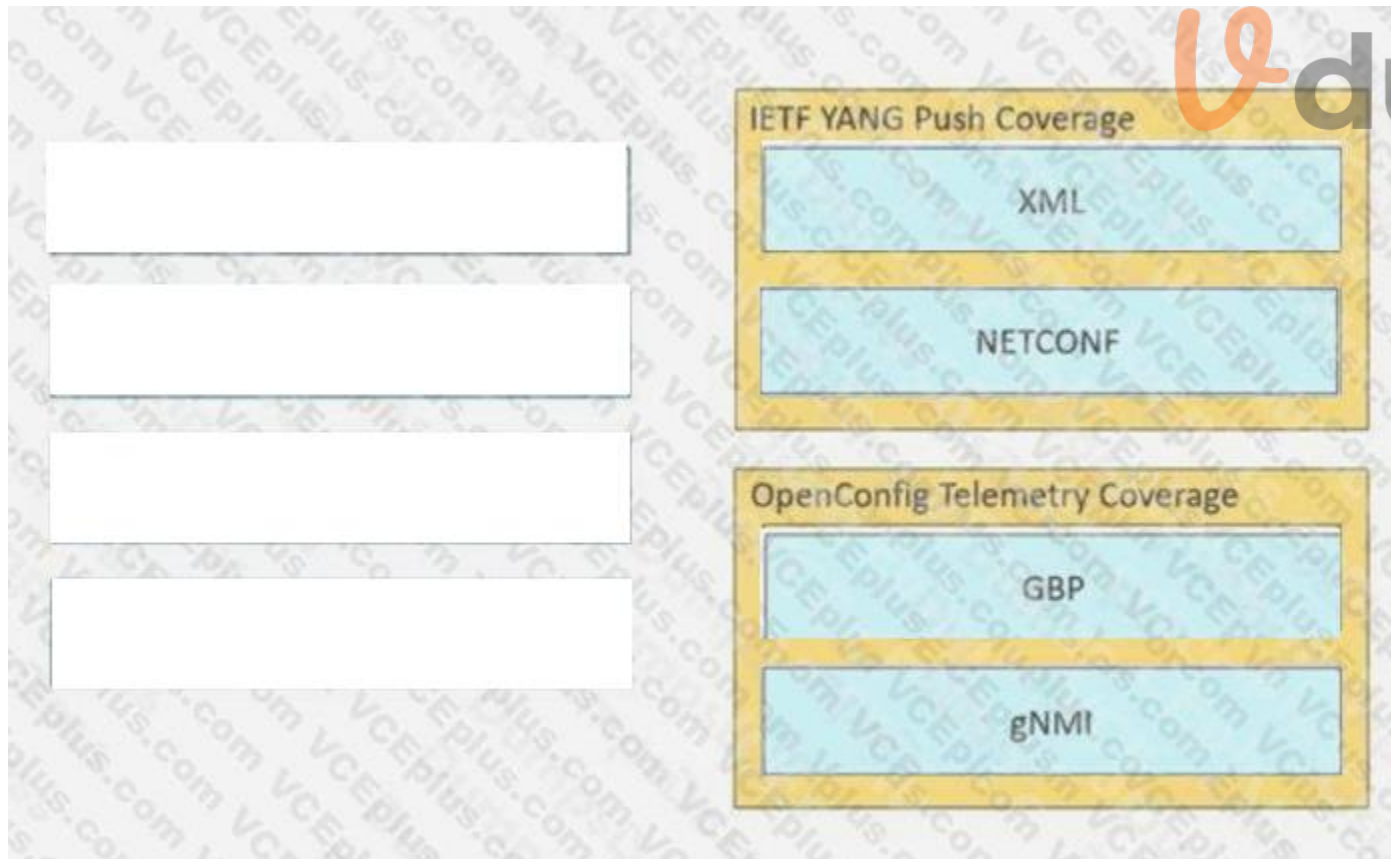 IETF YANG Push Coverage
XML
NETCONF
OpenConfig Telemetry Coverage
GBP
gNMI